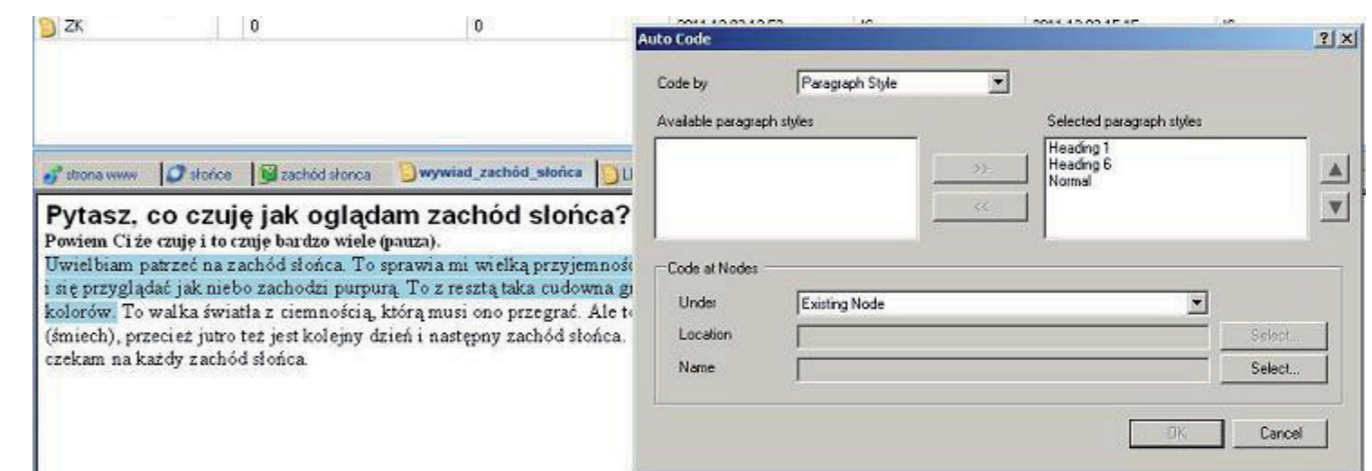 ZK 0 0
Auto Code
Code by Paragraph Style
Available paragraph styles Selected paragraph styles
Heading 1
Heading 6
Normal
>>
<<
strona www słońce zachód słonca wywiad_zachód_słońca
Pytasz, co czuję jak oglądam zachód słońca?
Powiem Ci że czuję i to czuję bardzo wiele (pauza).
Uwielbiam patrzeć na zachód słońca. To sprawia mi wielką
i się przyglądać jak niebo zachodzi purpurą. To z resztą taka cudowna
kolorów. To walka światła z ciemnością, którą musi ono przegrać. Ale
(śmiech), przecież jutro też jest kolejny dzień i następny zachód słońca.
czekam na każdy zachód słońca.
Code at Nodes
Under Existing Node
Location Select...
Name Select...
OK Cancel